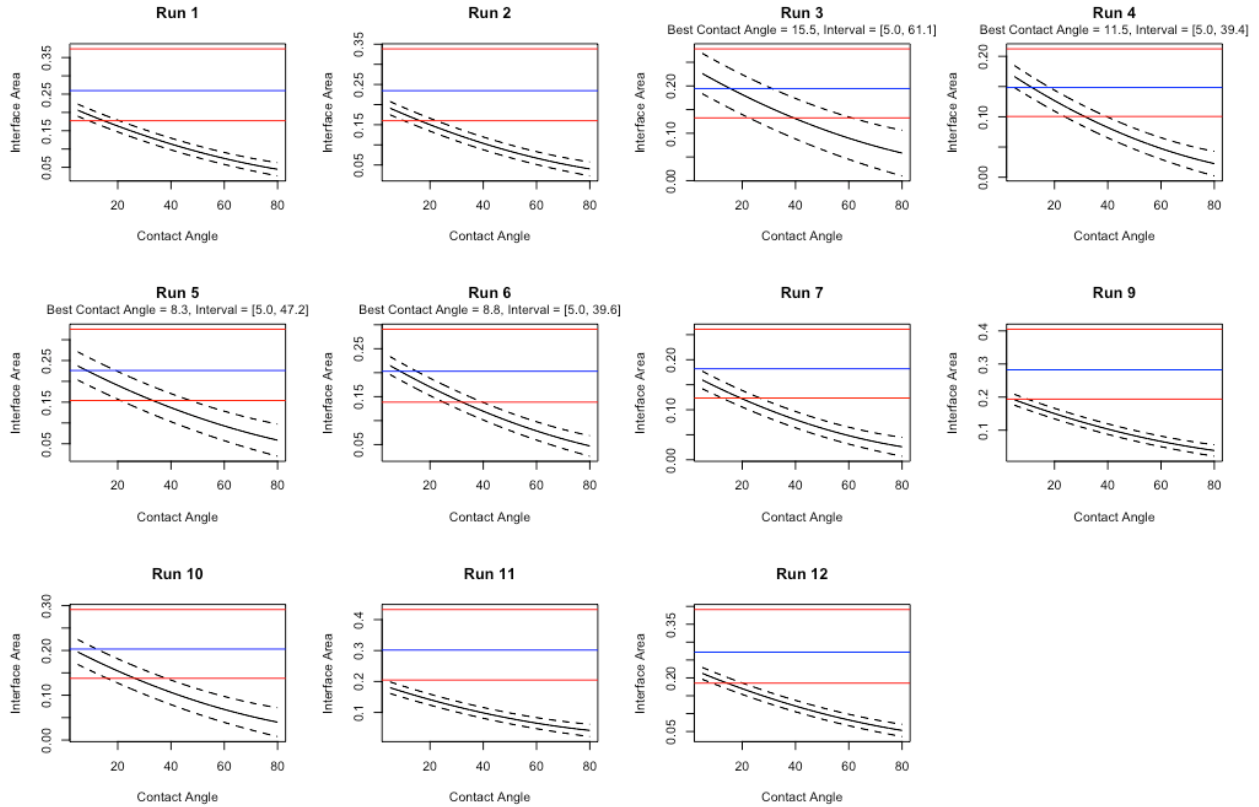 Run 1
Run 2
Run 3
Best Contact Angle = 15.5, Interval = [5.0, 61.1]
Run 4
Best Contact Angle = 11.5, Interval = [5.0, 39.4]
Interface Area
0.05 0.15 0.25 0.35
20 40 60 80
Contact Angle
Interface Area
0.05 0.15 0.25 0.35
20 40 60 80
Contact Angle
Interface Area
0.00 0.10 0.20
20 40 60 80
Contact Angle
Interface Area
0.00 0.10 0.20
20 40 60 80
Contact Angle
Run 5
Best Contact Angle = 8.3, Interval = [5.0, 47.2]
Run 6
Best Contact Angle = 8.8, Interval = [5.0, 39.6]
Run 7
Run 9
Interface Area
0.05 0.15 0.25
20 40 60 80
Contact Angle
Interface Area
0.05 0.15 0.25
20 40 60 80
Contact Angle
Interface Area
0.00 0.10 0.20
20 40 60 80
Contact Angle
Interface Area
0.1 0.2 0.3 0.4
20 40 60 80
Contact Angle
Run 10
Run 11
Run 12
Interface Area
0.00 0.10 0.20 0.30
20 40 60 80
Contact Angle
Interface Area
0.1 0.2 0.3 0.4
20 40 60 80
Contact Angle
Interface Area
0.05 0.20 0.35
20 40 60 80
Contact Angle